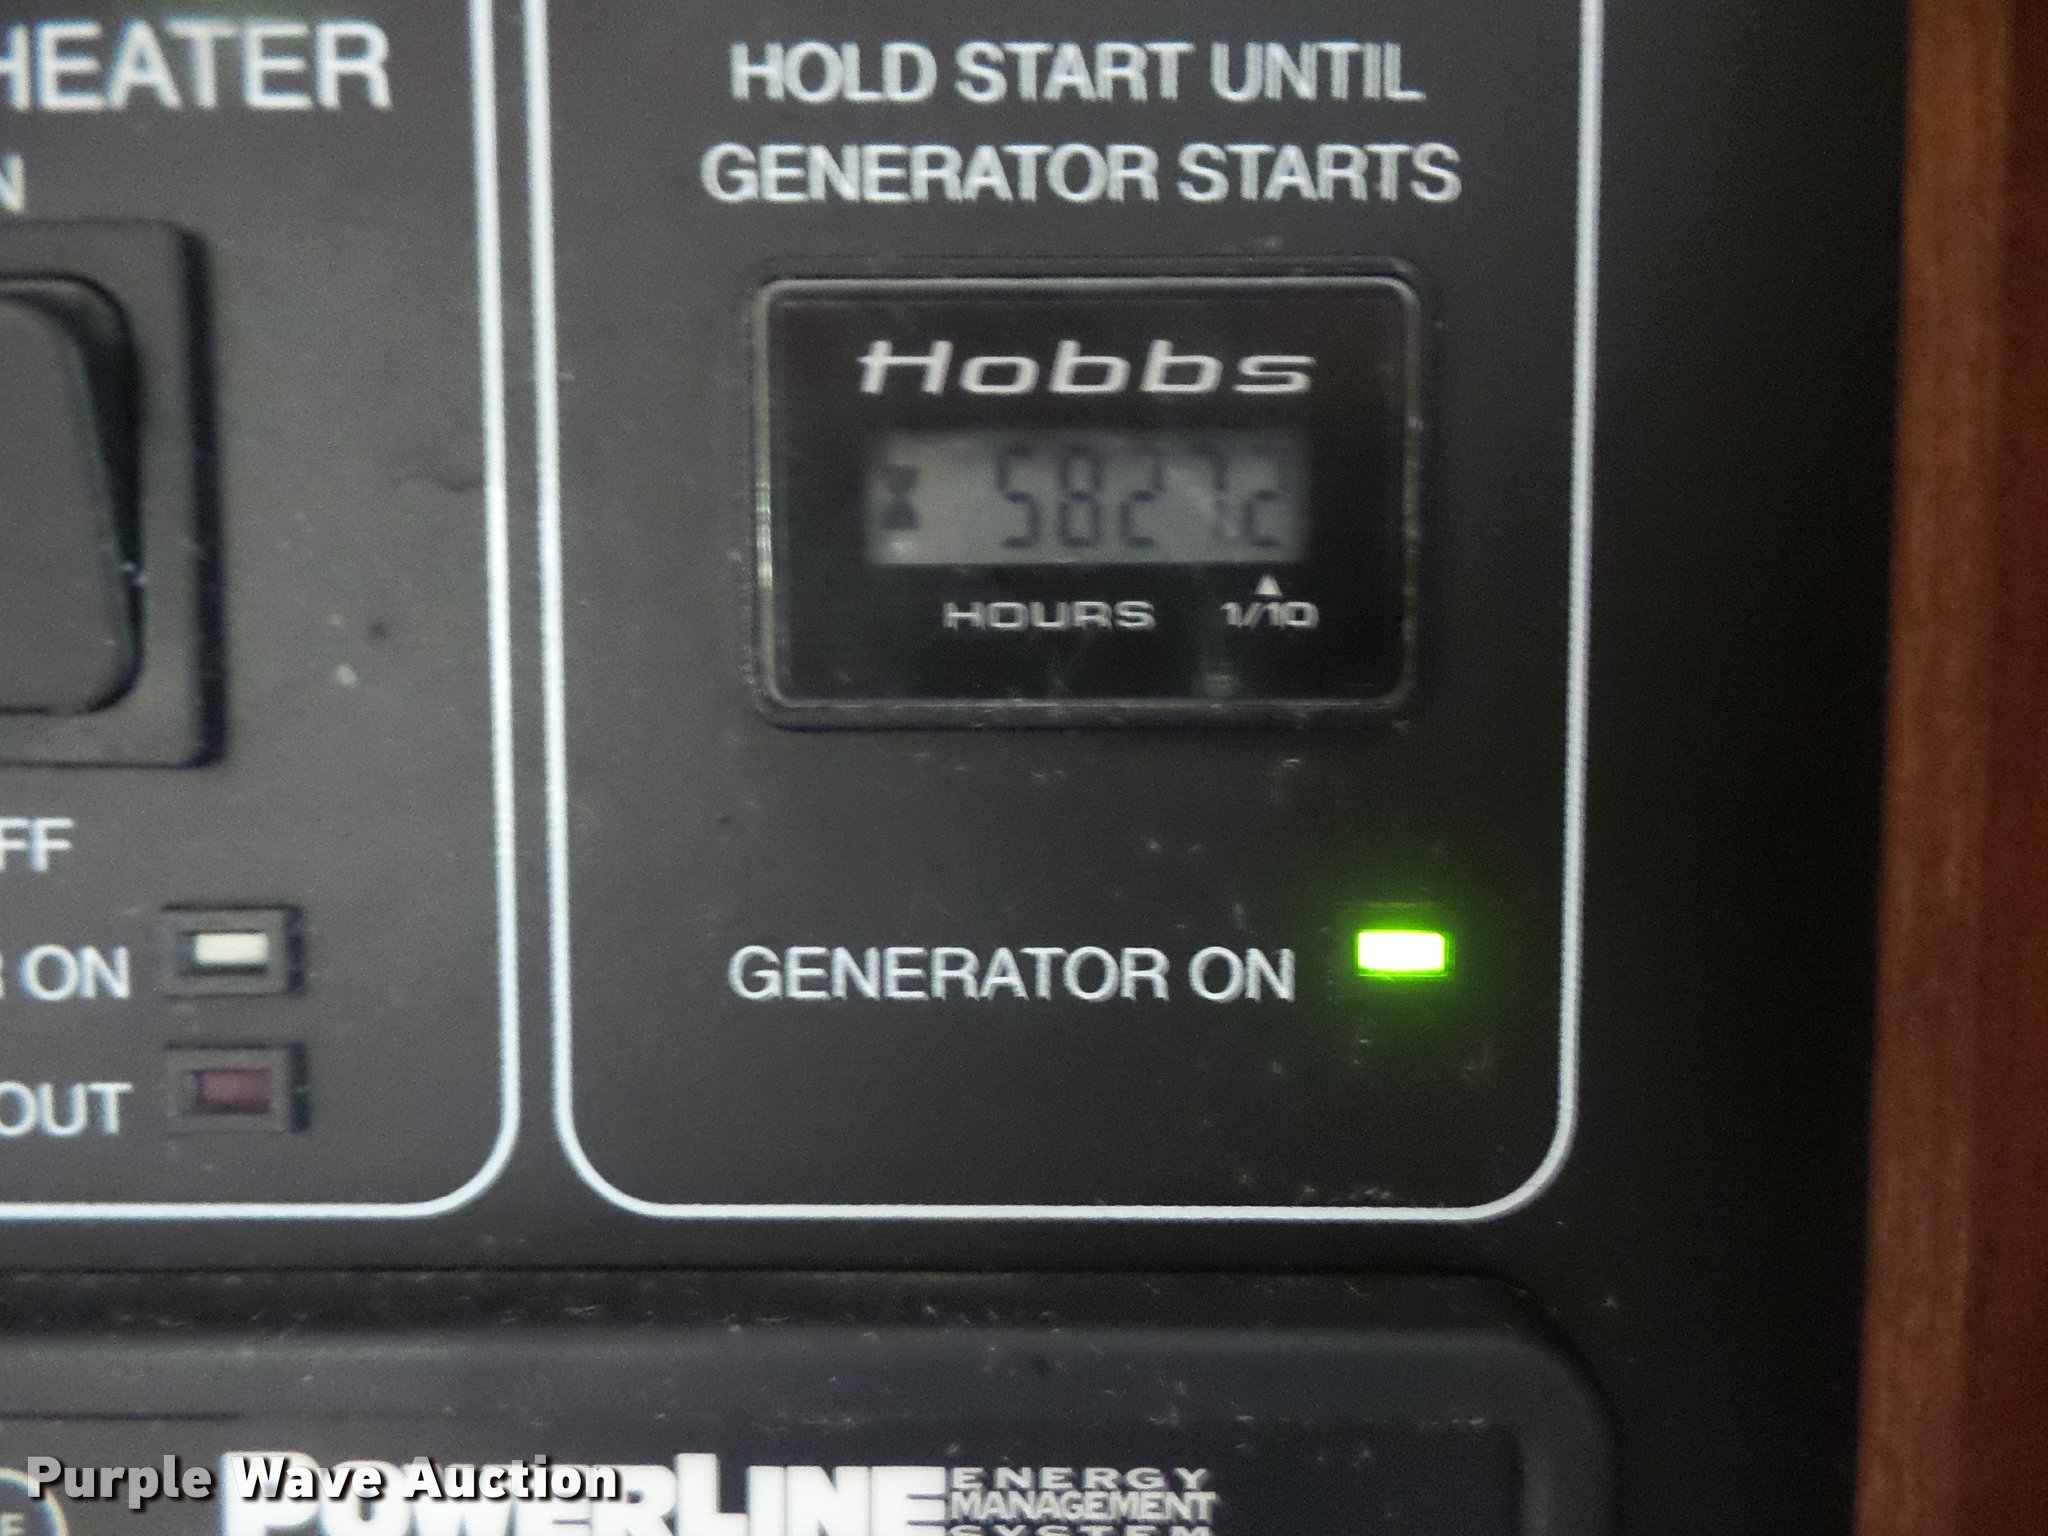 HEATER
HOLD START UNTIL
GENERATOR STARTS
N
Hobbs
5827.2
HOURS 1/10
FF
R ON
GENERATOR ON
OUT
POWERLINE
ENERGY
MANAGEMENT
SYSTEM
Purple Wave Auction